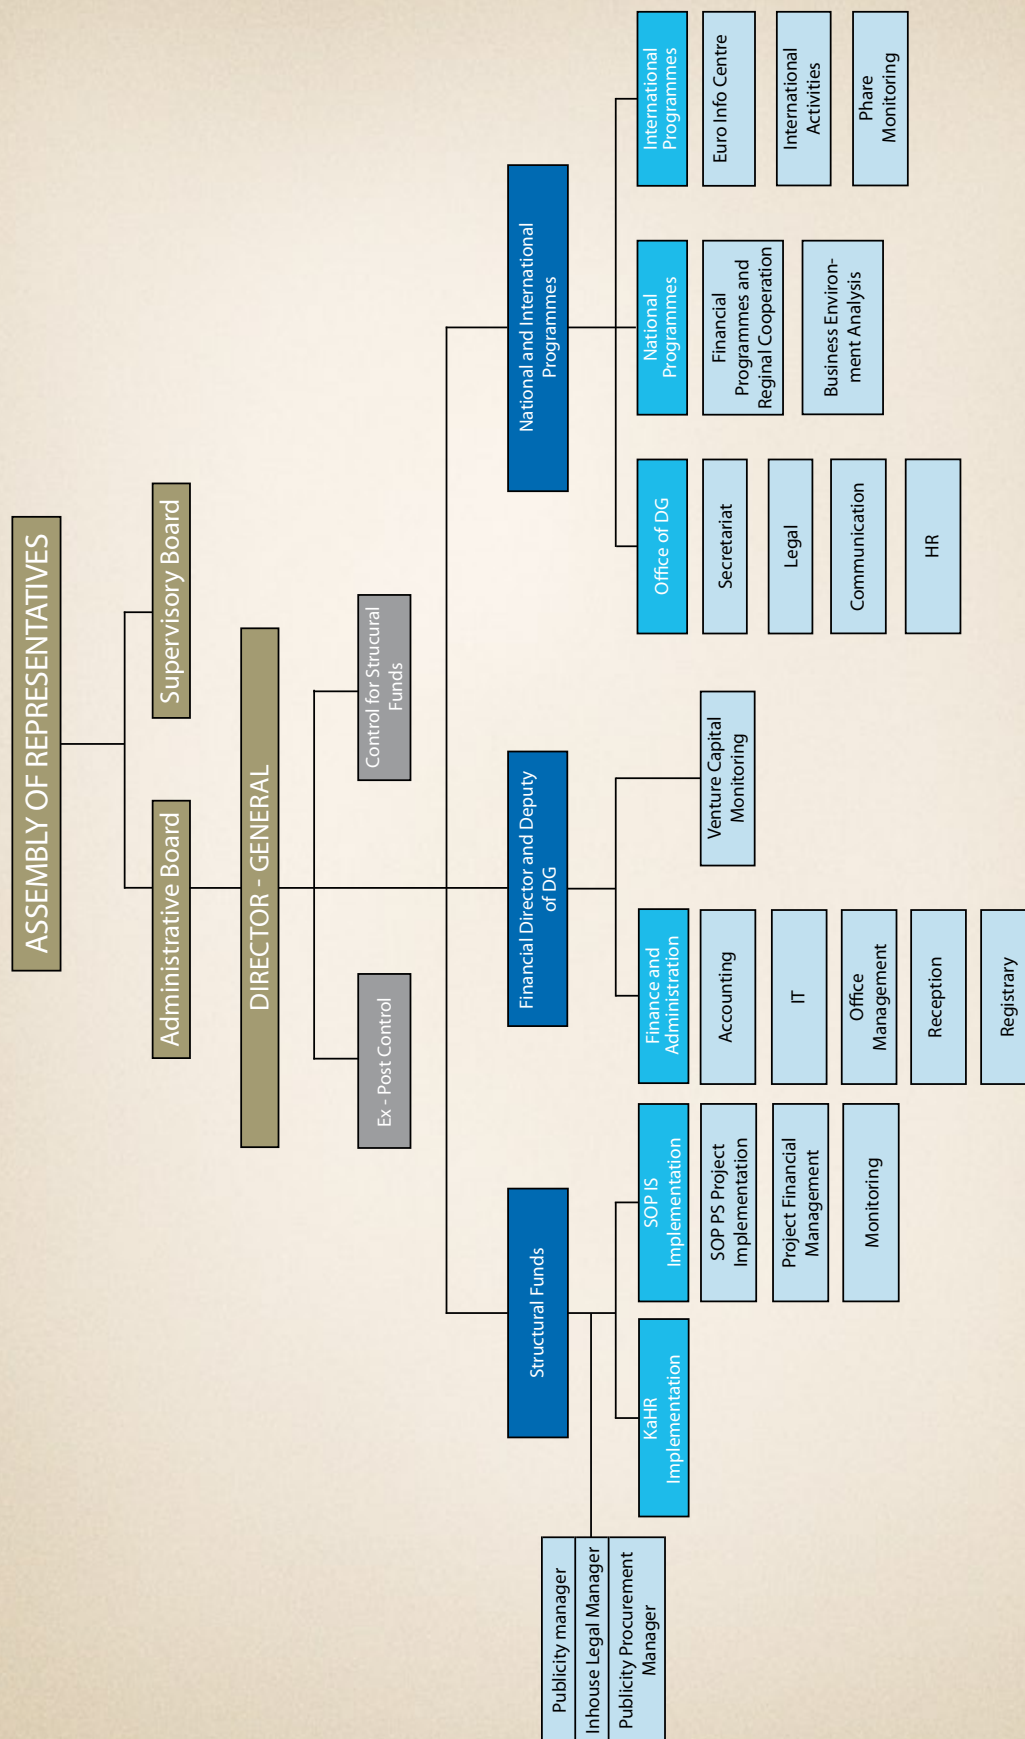 ASSEMBLY OF REPRESENTATIVES
Administrative Board
Supervisory Board
DIRECTOR - GENERAL
Ex - Post Control
Control for Strucural
Funds
Structural Funds
Financial Director and Deputy
of DG
National and International
Programmes
Publicity manager
Inhouse Legal Manager
Publicity Procurement
Manager
KaHR
Implementation
SOP IS
Implementation
SOP PS Project
Implementation
Project Financial
Management
Monitoring
Finance and
Administration
Accounting
IT
Office
Management
Reception
Registrary
Venture Capital
Monitoring
Office of DG
Secretariat
Legal
Communication
HR
National
Programmes
Financial
Programmes and
Reginal Cooperation
Business Environ-
ment Analysis
International
Programmes
Euro Info Centre
International
Activities
Phare
Monitoring